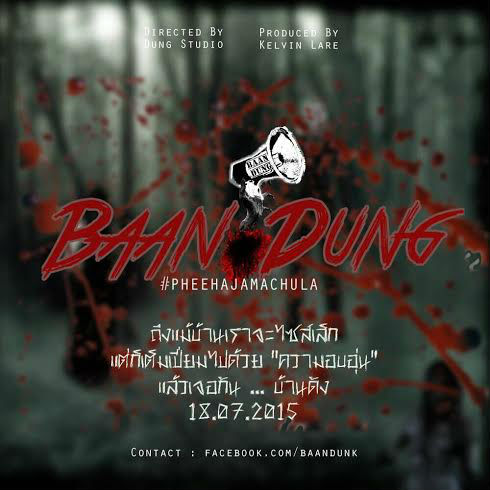 DIRECTED BY
DUNG STUDIO
PRODUCED BY
KELVIN LARE
BAAN
DUNG
BAAN DUNG
#PHEEHAJAMACHULA
ถึงแม้บ้านเราจะไซส์เล็ก
แต่ก็เต็มเปี่ยมไปด้วย "ความอบอุ่น"
แล้วเจอกัน ... บ้านดัง
18.07.2015
CONTACT : FACEBOOK.COM/BAANDUNK